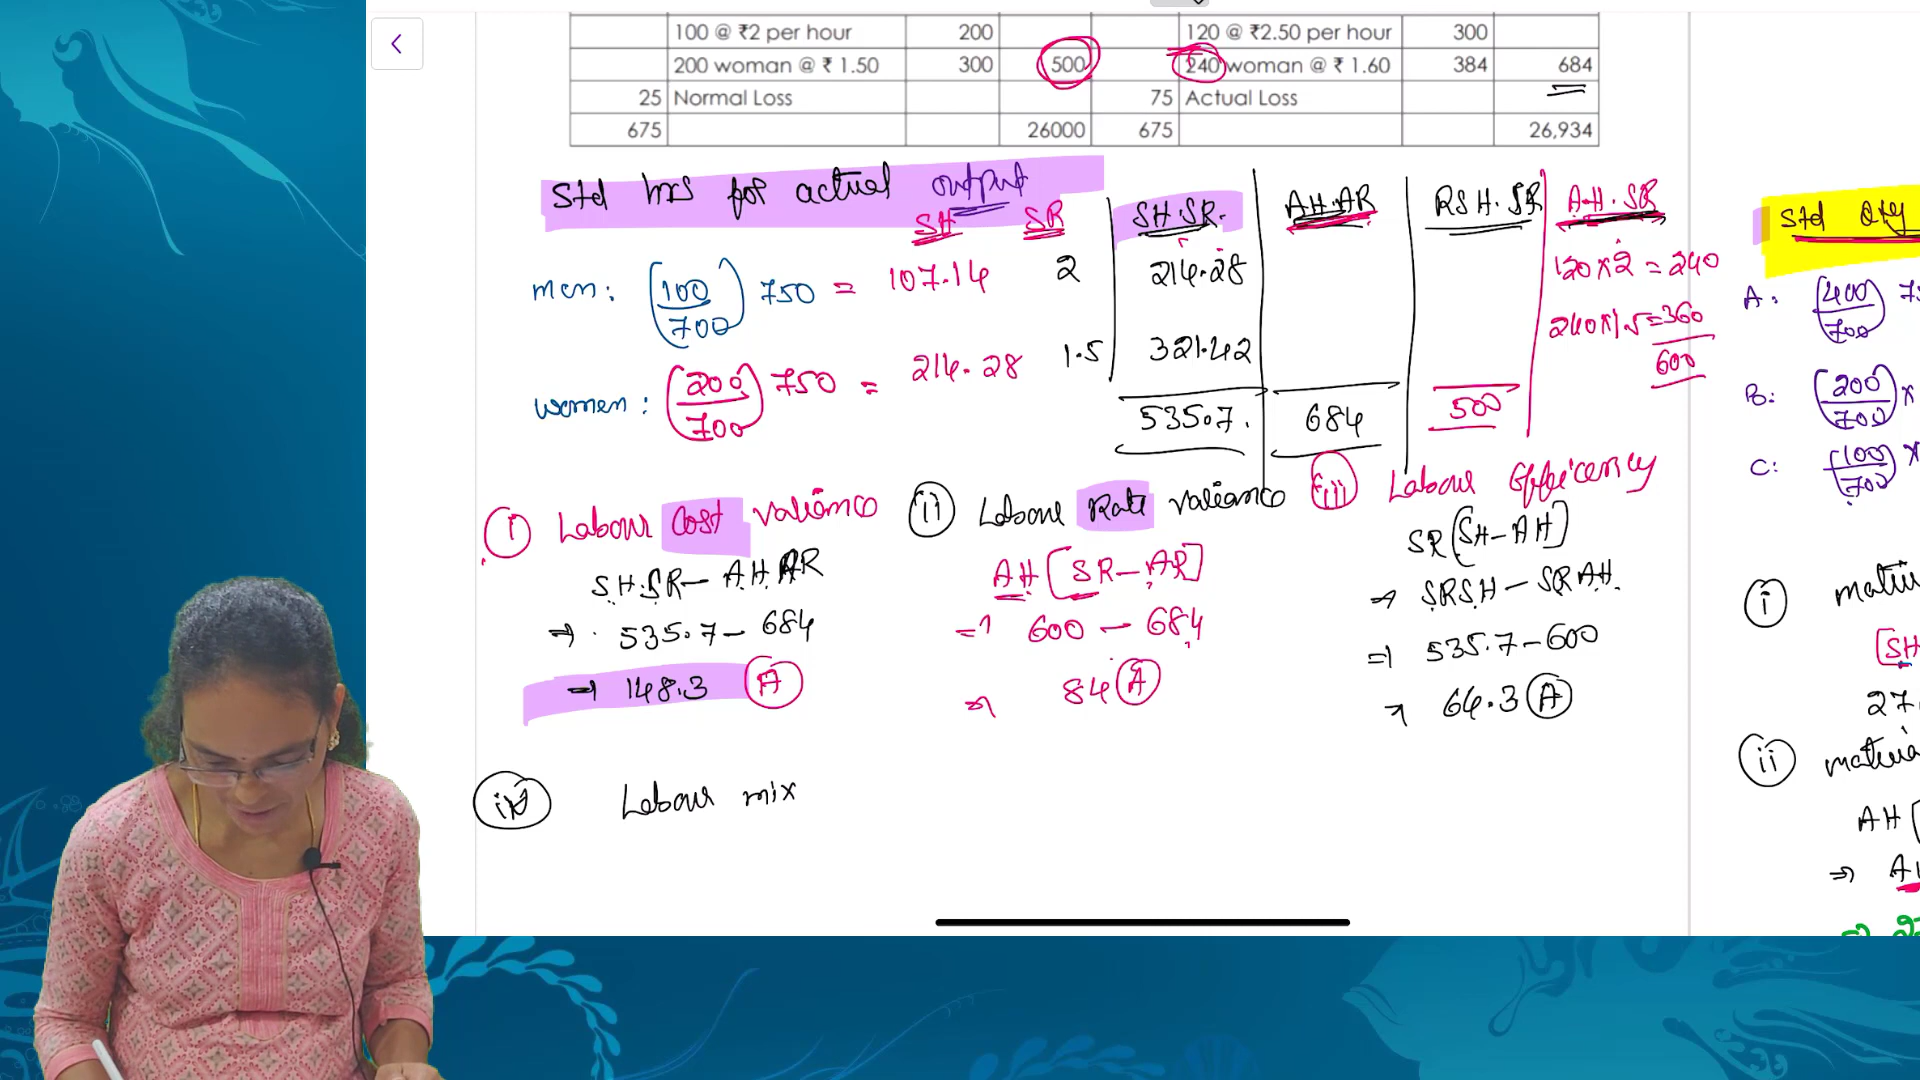 100 @ ₹2 per hour 200 120 @ ₹2.50 per hour 300
200 woman @ ₹ 1.50 300 500 240 woman @ ₹ 1.60 384 684
25 Normal Loss 75 Actual Loss
675 26000 675 26,934
Std hrs for actual output
SH SR SH.SR. AH.AR RSH.SR A.H.SR
men: (100/700) 750 = 107.14 2 214.28 120×2 = 240
women: (200/700) 750 = 214.28 1.5 321.42 240×1.5=360
600
535.7. 684 500
(i) Labour Cost variance
SH.SR – AH.AR
⇒ 535.7 – 684
⇒ 148.3 (A)
(ii) Labour Rate variance
AH[SR – AR]
⇒ 600 – 684
⇒ 84 (A)
(iii) Labour Efficiency
SR[SH–AH]
⇒ SRSH – SRAH.
⇒ 535.7–600
⇒ 64.3 (A)
(iv) Labour mix
Std Qty
A: (400/700)
B: (200/700) ×
C: (100/700) ×
(i)
[SH
27.
(ii)
AH[
⇒